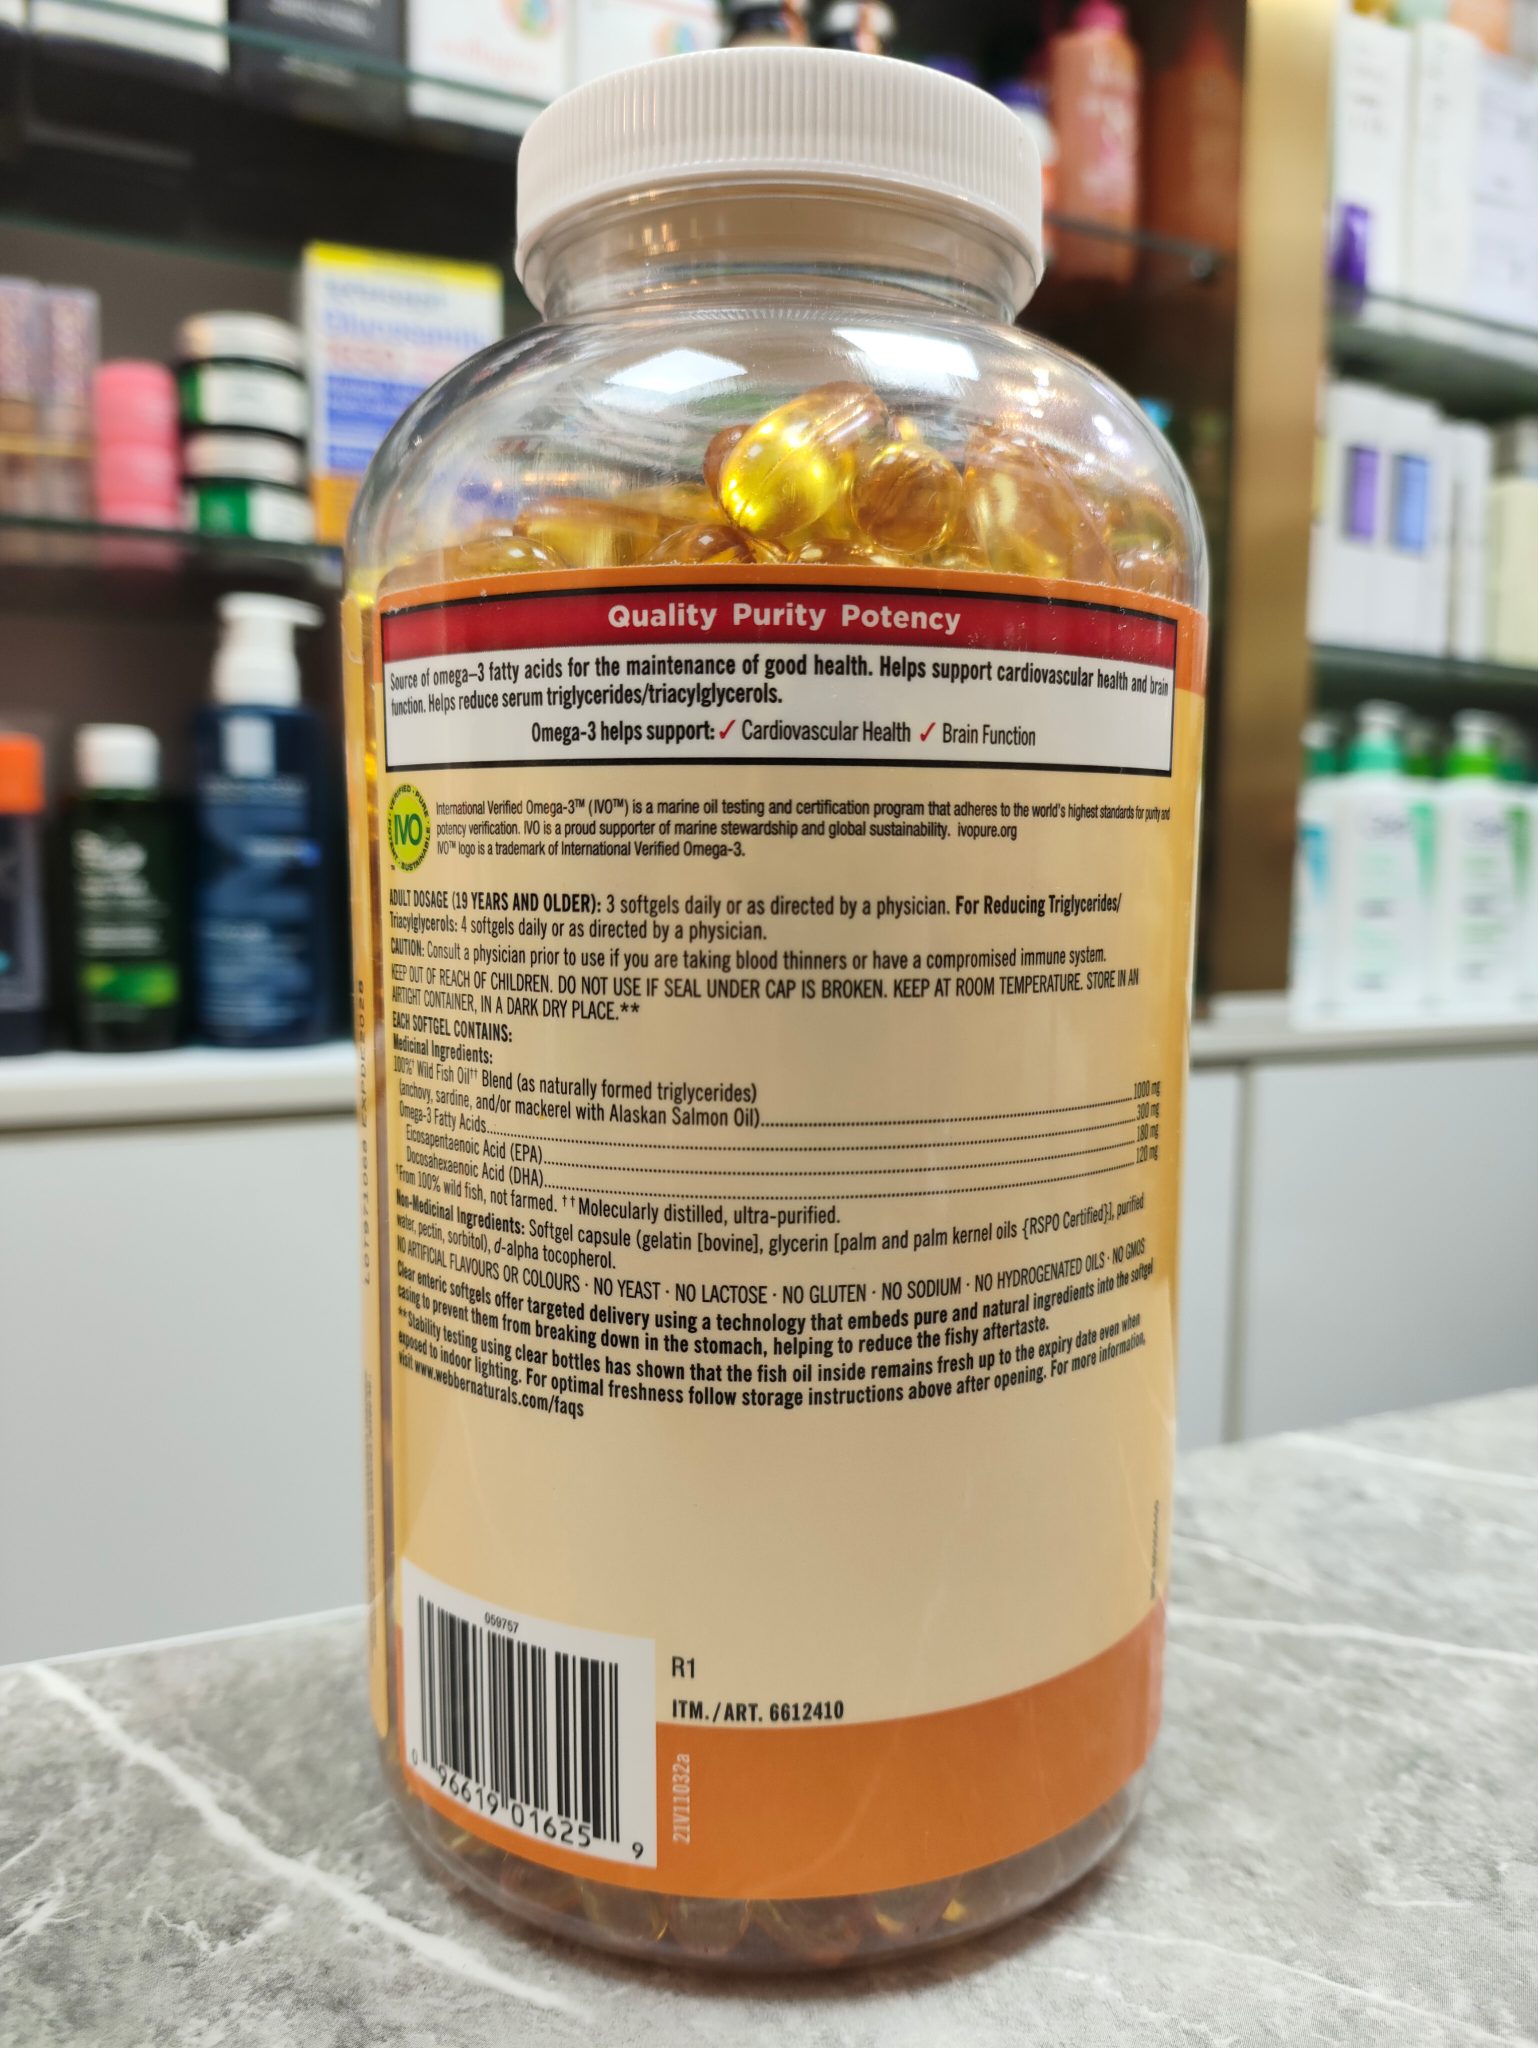 Quality Purity Potency
Source of omega–3 fatty acids for the maintenance of good health. Helps support cardiovascular health and brain
function. Helps reduce serum triglycerides/triacylglycerols.
Omega-3 helps support: ✓ Cardiovascular Health ✓ Brain Function
IVO
International Verified Omega-3™ (IVO™) is a marine oil testing and certification program that adheres to the world's highest standards for purity and
potency verification. IVO is a proud supporter of marine stewardship and global sustainability. ivopure.org
IVO™ logo is a trademark of International Verified Omega-3.
ADULT DOSAGE (19 YEARS AND OLDER): 3 softgels daily or as directed by a physician. For Reducing Triglycerides/
Triacylglycerols: 4 softgels daily or as directed by a physician.
CAUTION: Consult a physician prior to use if you are taking blood thinners or have a compromised immune system.
KEEP OUT OF REACH OF CHILDREN. DO NOT USE IF SEAL UNDER CAP IS BROKEN. KEEP AT ROOM TEMPERATURE. STORE IN AN
AIRTIGHT CONTAINER, IN A DARK DRY PLACE.**
EACH SOFTGEL CONTAINS:
Medicinal Ingredients:
100%† Wild Fish Oil†† Blend (as naturally formed triglycerides)
(anchovy, sardine, and/or mackerel with Alaskan Salmon Oil) 1000 mg
Omega-3 Fatty Acids 300 mg
Eicosapentaenoic Acid (EPA) 180 mg
Docosahexaenoic Acid (DHA) 120 mg
†From 100% wild fish, not farmed. ††Molecularly distilled, ultra-purified.
Non-Medicinal Ingredients: Softgel capsule (gelatin [bovine], glycerin [palm and palm kernel oils {RSPO Certified}], purified
water, pectin, sorbitol), d-alpha tocopherol.
NO ARTIFICIAL FLAVOURS OR COLOURS · NO YEAST · NO LACTOSE · NO GLUTEN · NO SODIUM · NO HYDROGENATED OILS · NO GMOS
Clear enteric softgels offer targeted delivery using a technology that embeds pure and natural ingredients into the softgel
casing to prevent them from breaking down in the stomach, helping to reduce the fishy aftertaste.
**Stability testing using clear bottles has shown that the fish oil inside remains fresh up to the expiry date even when
exposed to indoor lighting. For optimal freshness follow storage instructions above after opening. For more information,
visit www.webbernaturals.com/faqs
059757
0 96619 01625 9
R1
ITM./ART. 6612410
21V11032a